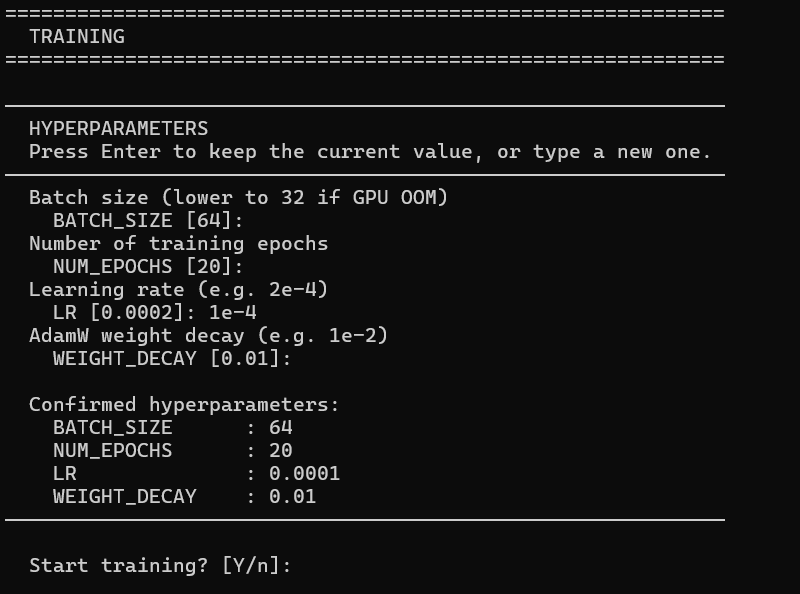 ============================================================
TRAINING
============================================================
HYPERPARAMETERS
Press Enter to keep the current value, or type a new one.
Batch size (lower to 32 if GPU OOM)
BATCH_SIZE [64]:
Number of training epochs
NUM_EPOCHS [20]:
Learning rate (e.g. 2e-4)
LR [0.0002]: 1e-4
AdamW weight decay (e.g. 1e-2)
WEIGHT_DECAY [0.01]:
Confirmed hyperparameters:
BATCH_SIZE      : 64
NUM_EPOCHS      : 20
LR              : 0.0001
WEIGHT_DECAY    : 0.01
Start training? [Y/n]: